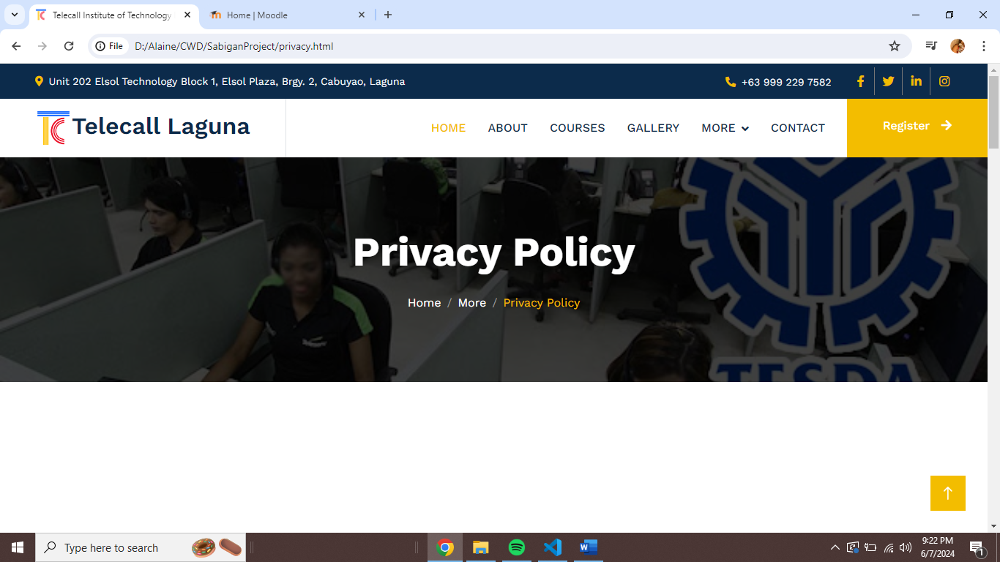 Telecall Institute of Technology
Home | Moodle
File
D:/Alaine/CWD/SabiganProject/privacy.html
Unit 202 Elsol Technology Block 1, Elsol Plaza, Brgy. 2, Cabuyao, Laguna
+63 999 229 7582
TC Telecall Laguna
HOME
ABOUT
COURSES
GALLERY
MORE
CONTACT
Register
Privacy Policy
Home / More / Privacy Policy
TESDA
Type here to search
9:22 PM
6/7/2024
1